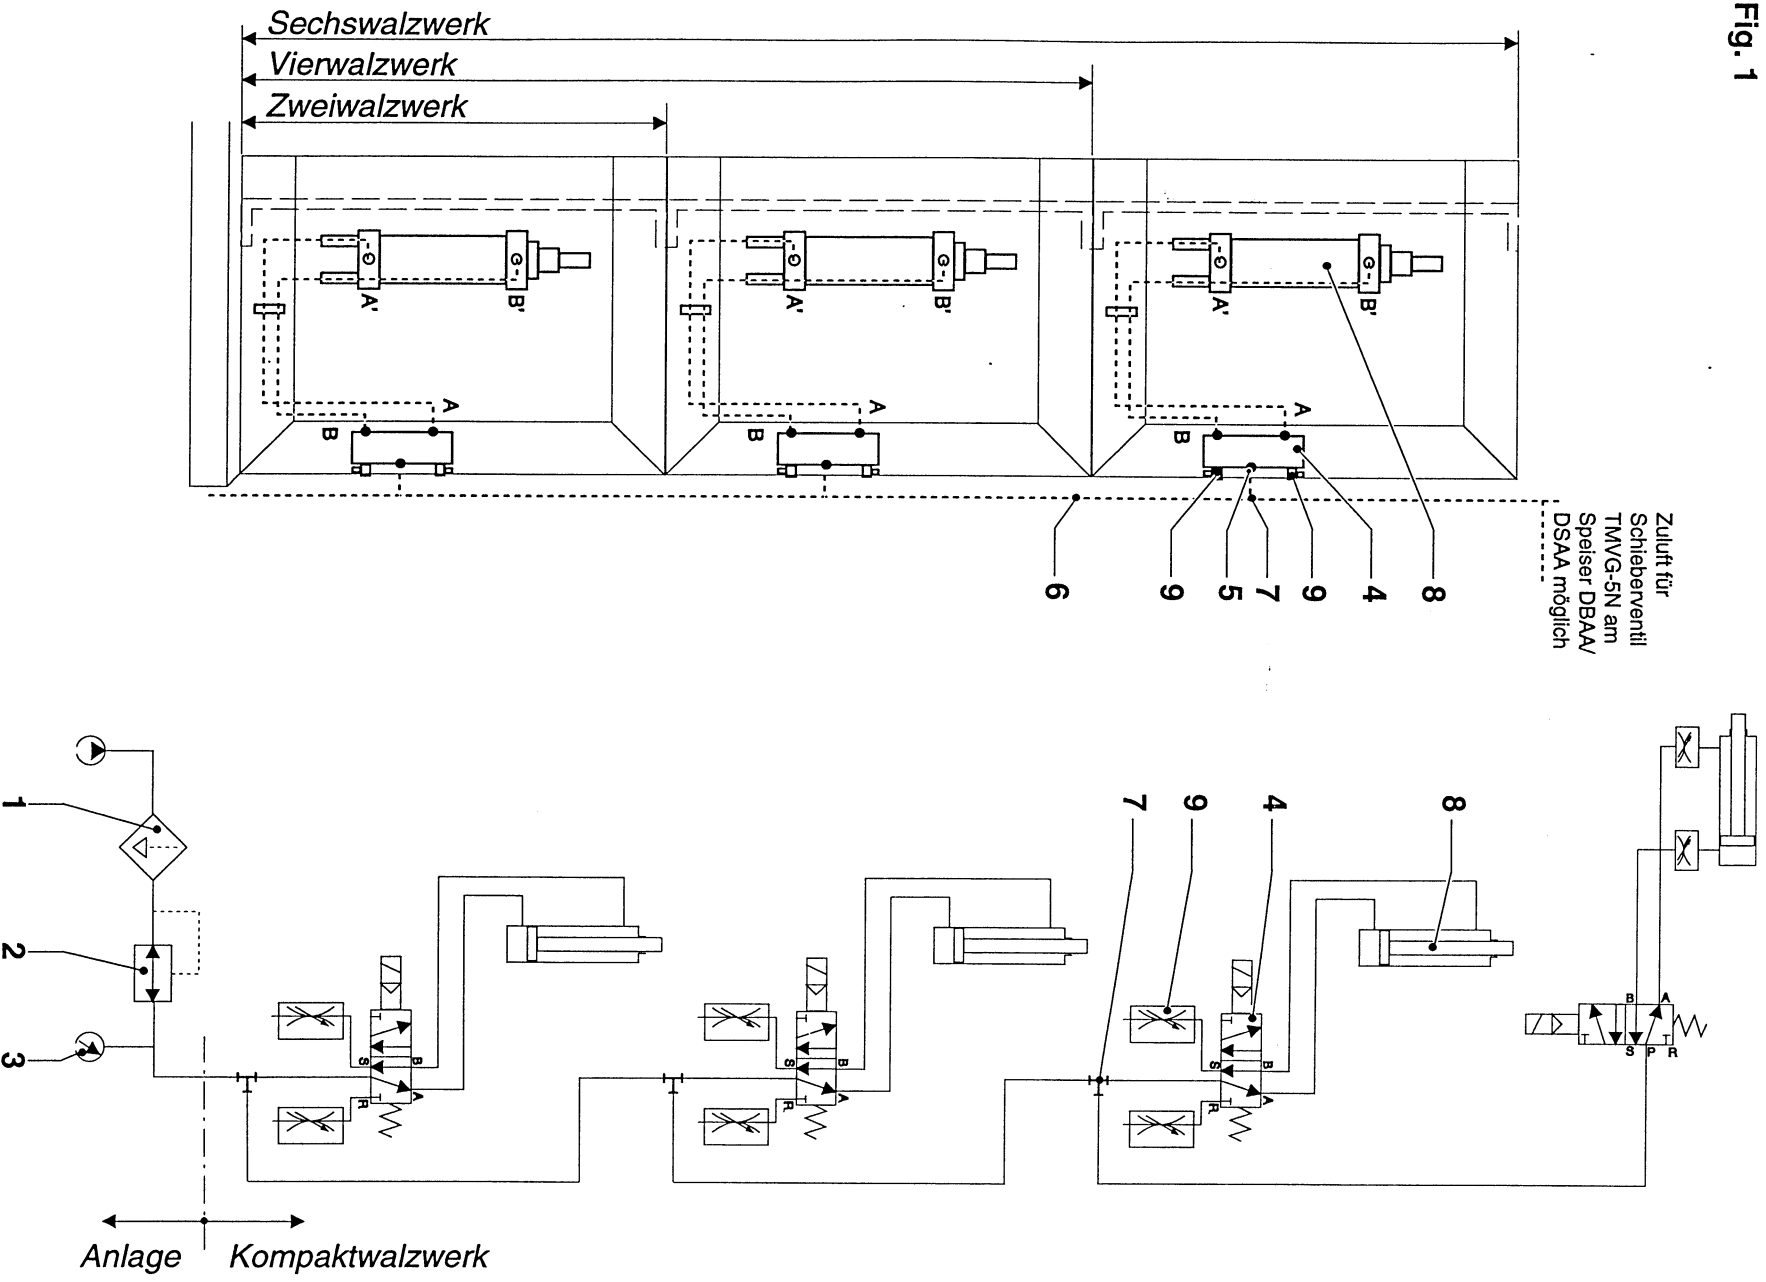 Fig. 1
Sechswalzwerk
Vierwalzwerk
Zweiwalzwerk
A' B' A' B' A' B'
A A A
B B B
Zuluft für
Schieberventil
TMVG-5N am
Speiser DBAA/
DSAA möglich
6 9 5 7 9 4 8
7 9 4 8
1
2
3
B A
S P R
S B
R A
S B
R A
S B
R A
Anlage Kompaktwalzwerk